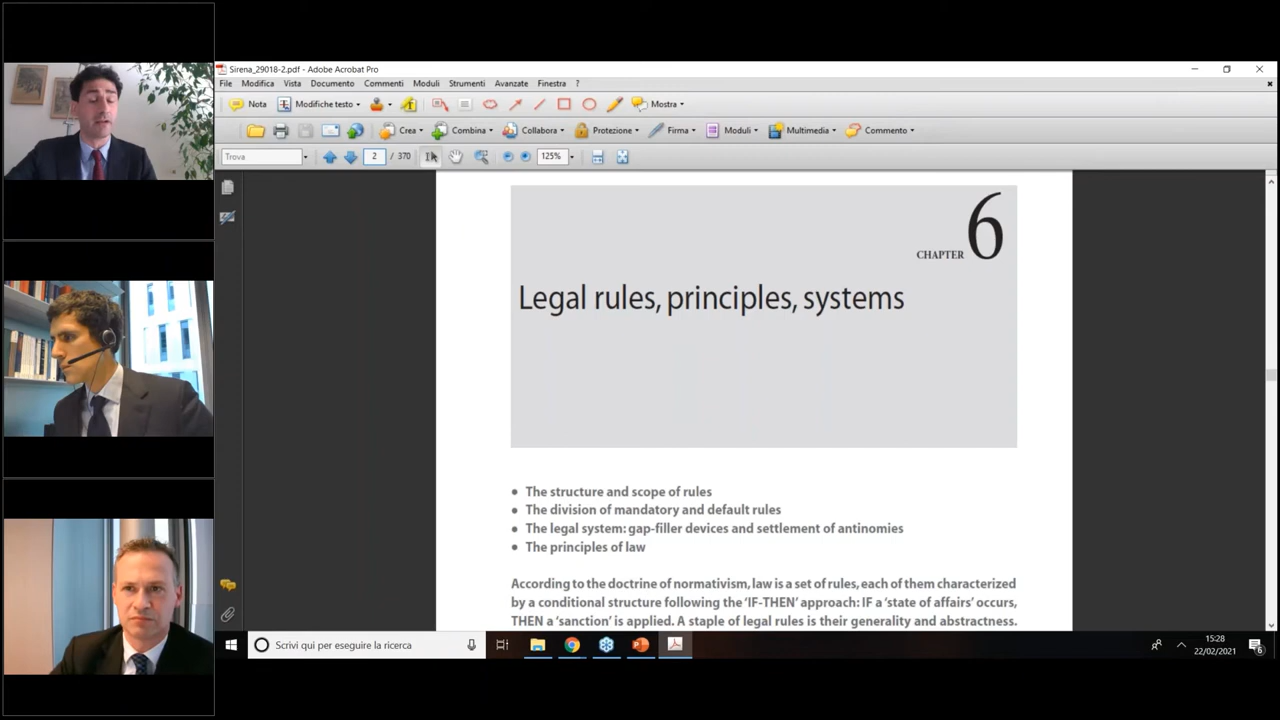 Sirena_29018-2.pdf - Adobe Acrobat Pro
File Modifica Vista Documento Commenti Moduli Strumenti Avanzate Finestra ?
Nota Modifiche testo Mostra
Crea Combina Collabora Protezione Firma Moduli Multimedia Commento
Trova 2 / 370 125%
CHAPTER 6
Legal rules, principles, systems
• The structure and scope of rules
• The division of mandatory and default rules
• The legal system: gap-filler devices and settlement of antinomies
• The principles of law
According to the doctrine of normativism, law is a set of rules, each of them characterized
by a conditional structure following the ‘IF-THEN’ approach: IF a ‘state of affairs’ occurs,
THEN a ‘sanction’ is applied. A staple of legal rules is their generality and abstractness.
Scrivi qui per eseguire la ricerca
15:28
22/02/2021
6